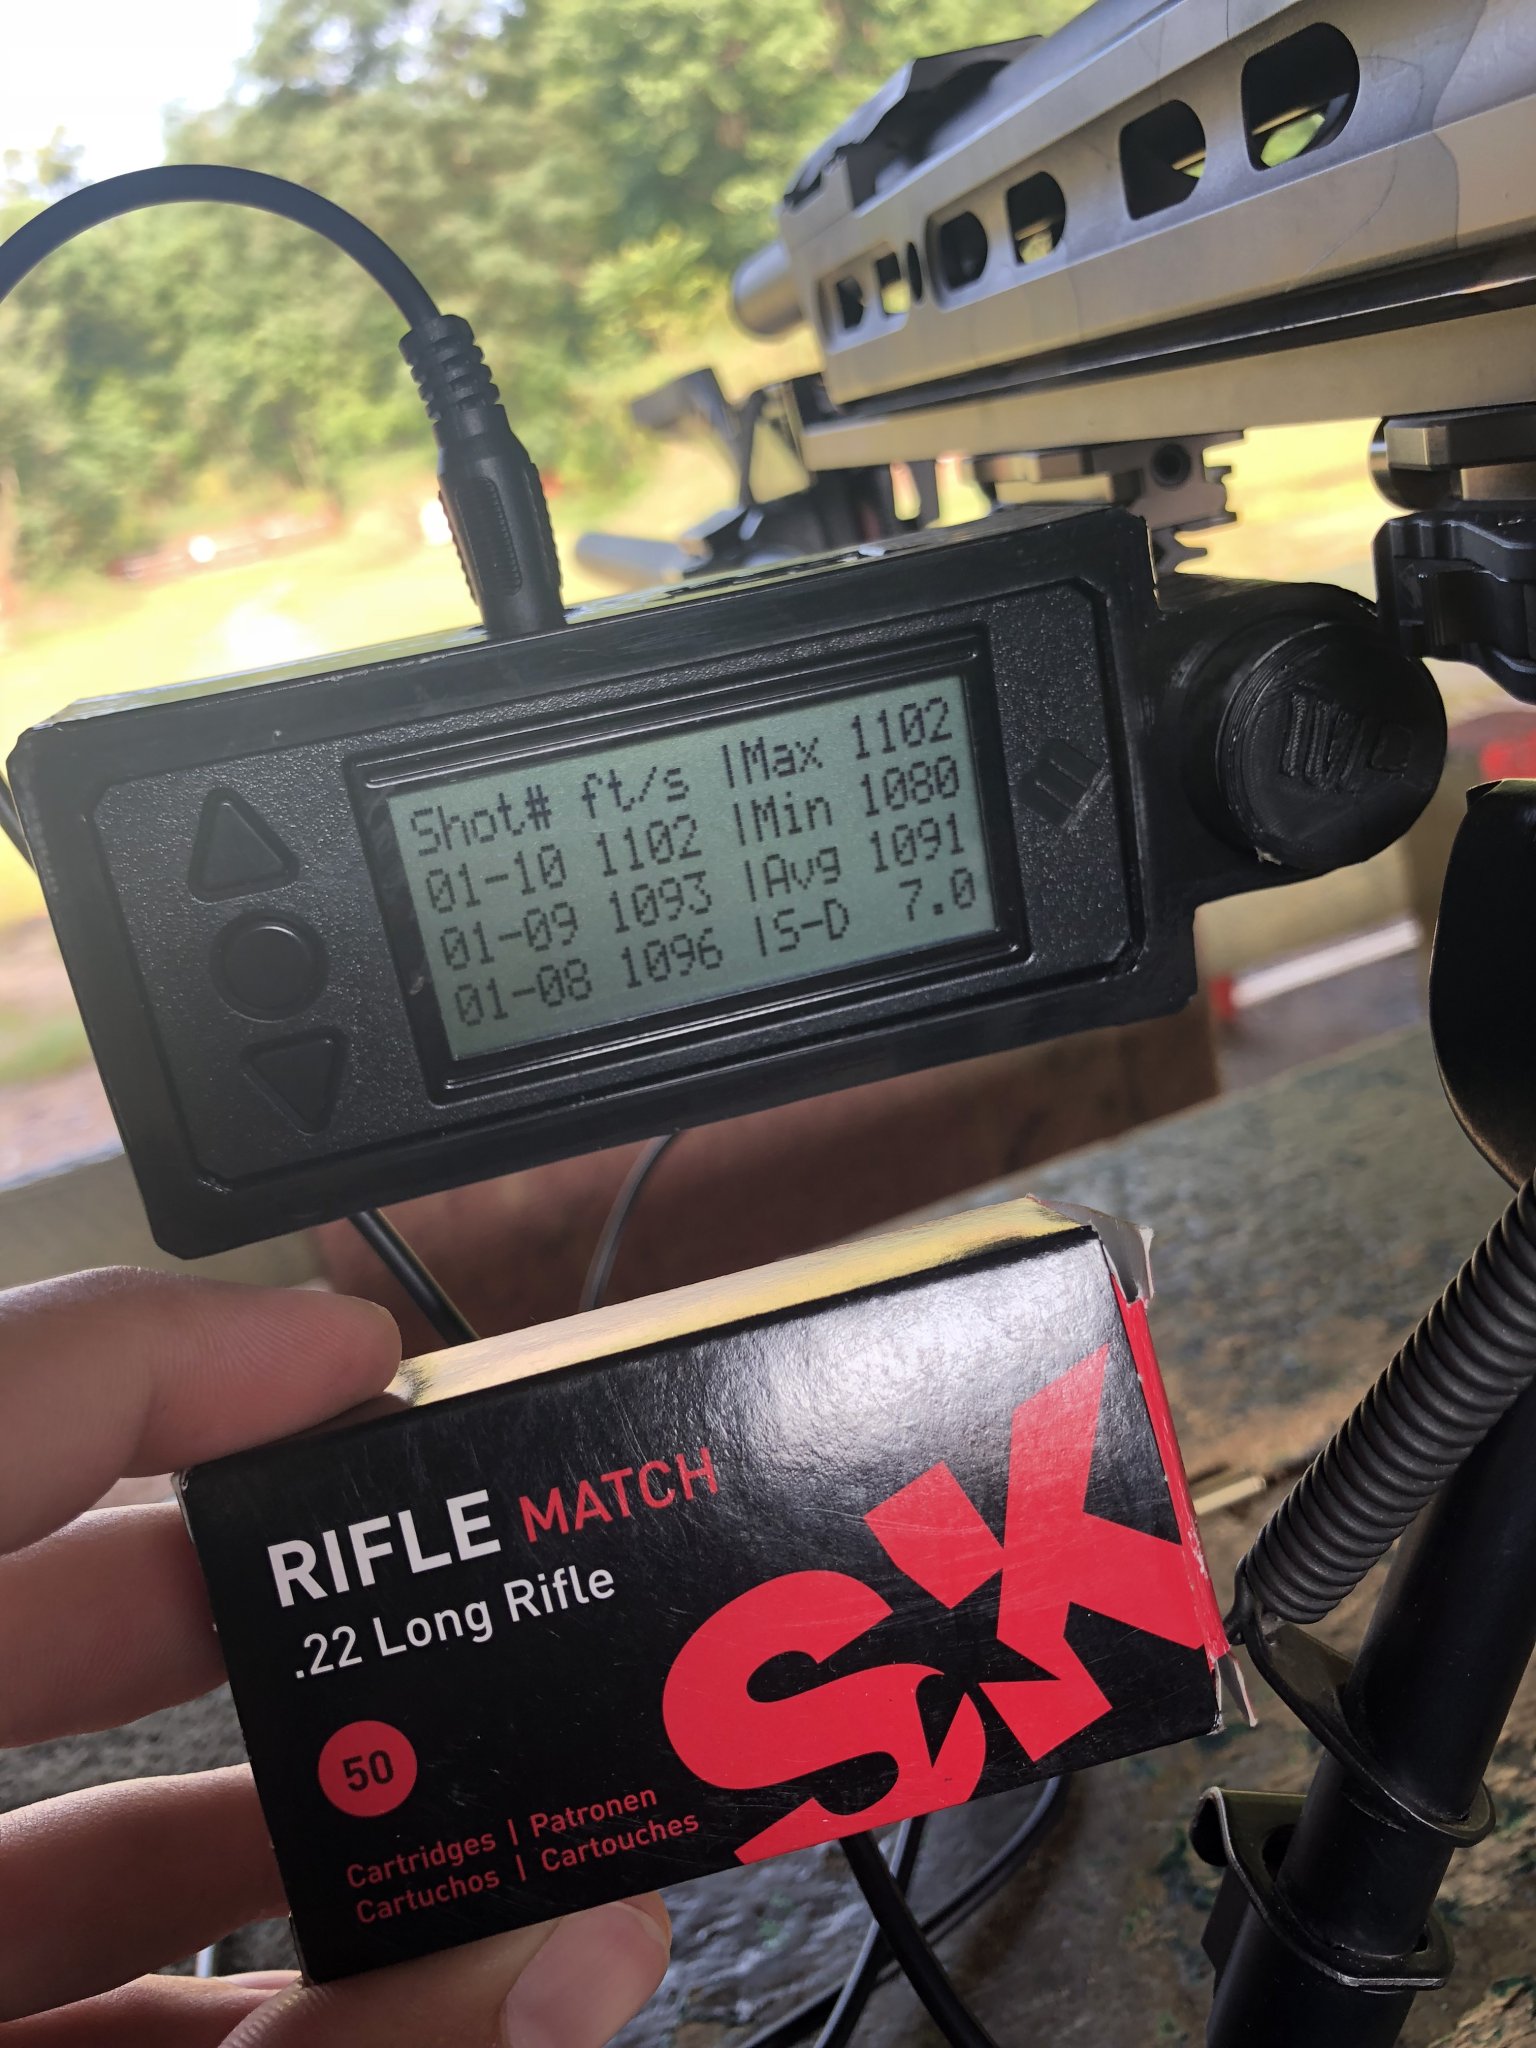 Shot# ft/s |Max 1102
01-10 1102 |Min 1080
01-09 1093 |Avg 1091
01-08 1096 |S-D 7.0
RIFLE MATCH
.22 Long Rifle
SK
50
Cartridges | Patronen
Cartuchos | Cartouches